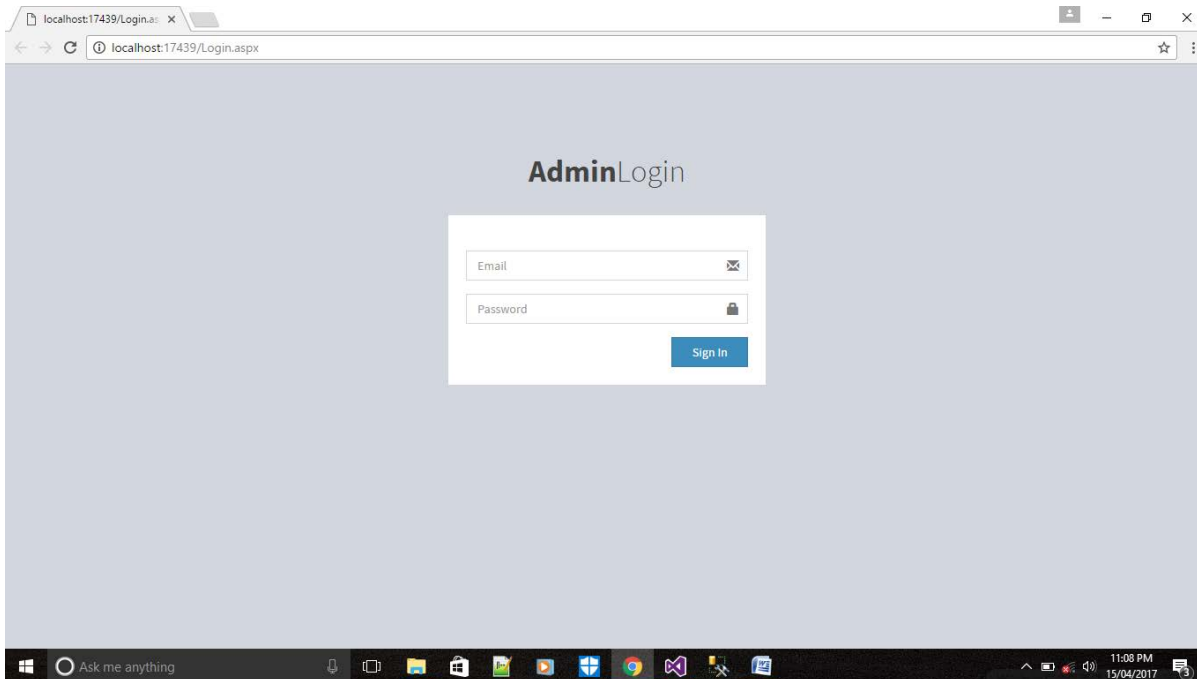 localhost:17439/Login.as
localhost:17439/Login.aspx
AdminLogin
Email
Password
Sign In
Ask me anything
11:08 PM
15/04/2017
3